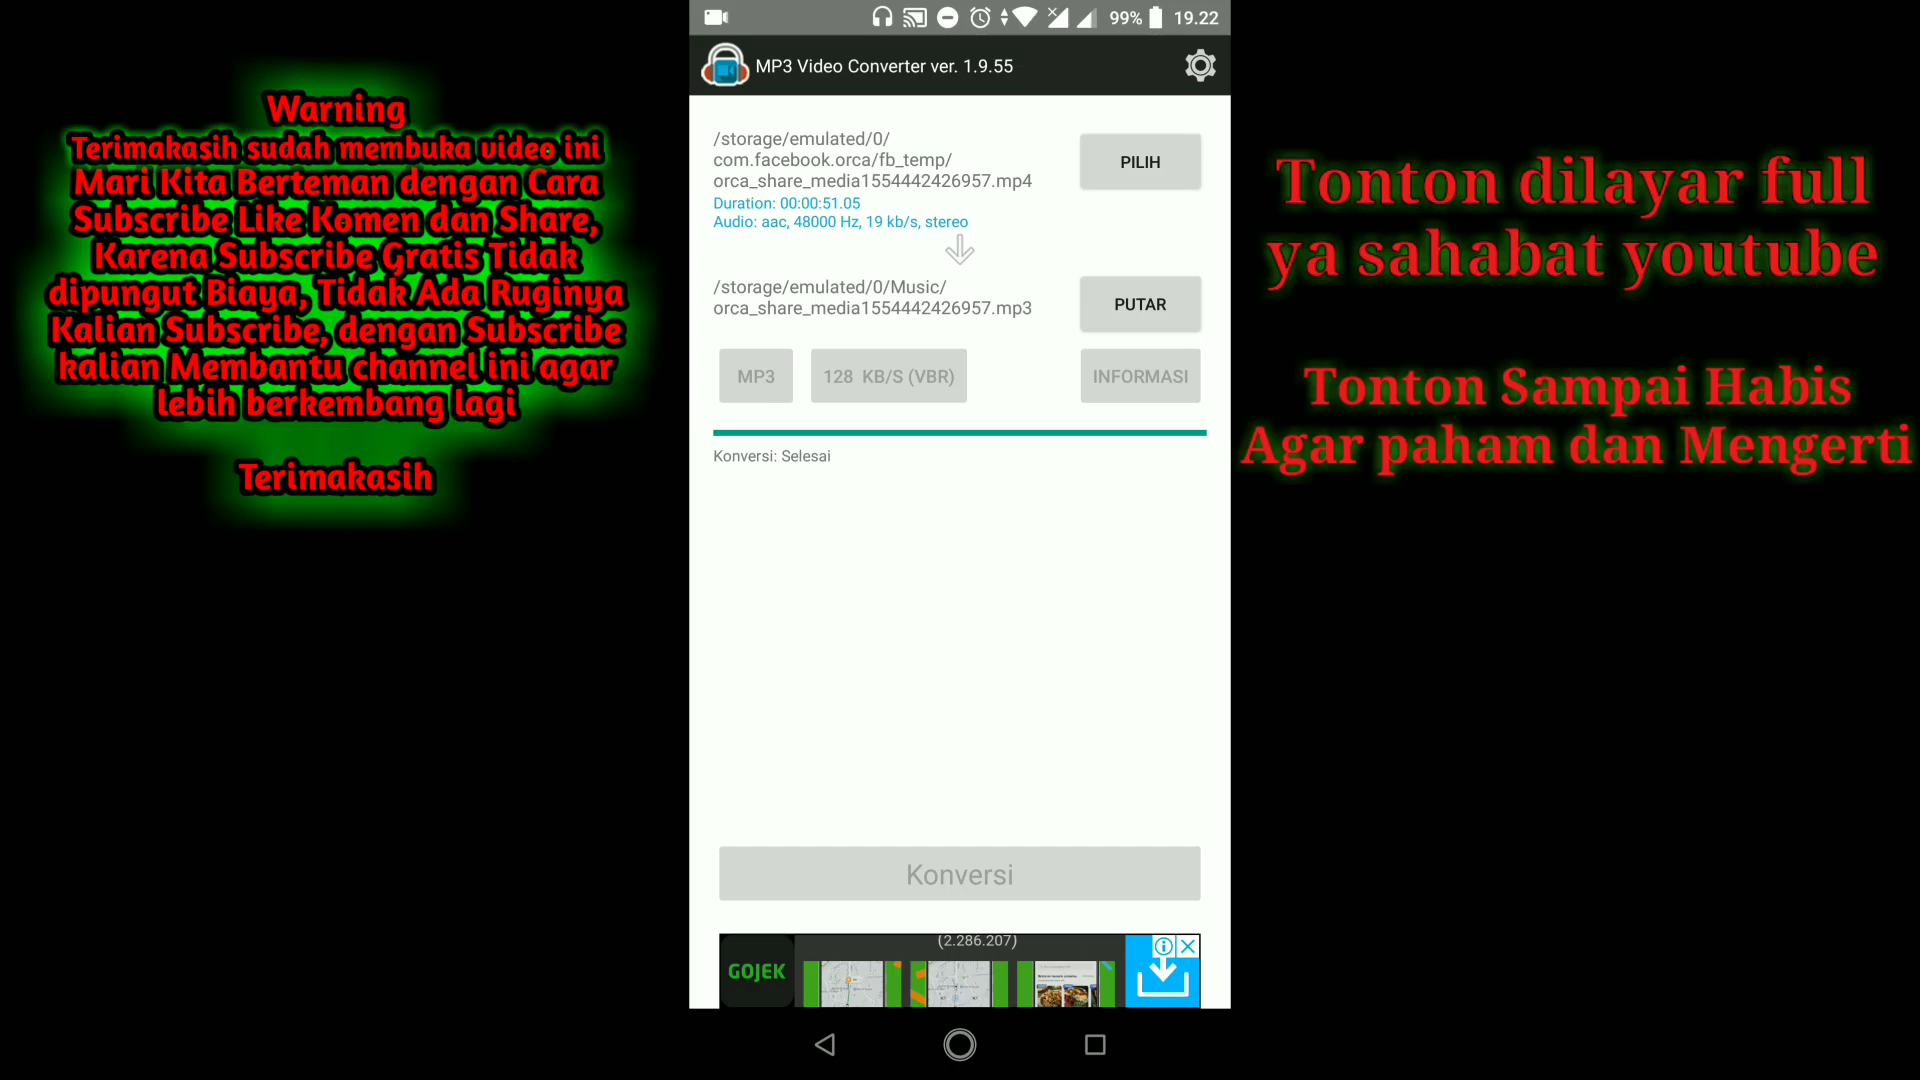 Warning
Terimakasih sudah membuka video ini
Mari Kita Berteman dengan Cara
Subscribe Like Komen dan Share,
Karena Subscribe Gratis Tidak
dipungut Biaya, Tidak Ada Ruginya
Kalian Subscribe, dengan Subscribe
kalian Membantu channel ini agar
lebih berkembang lagi
Terimakasih
99% 19.22
MP3 Video Converter ver. 1.9.55
/storage/emulated/0/
com.facebook.orca/fb_temp/
orca_share_media1554442426957.mp4
PILIH
Duration: 00:00:51.05
Audio: aac, 48000 Hz, 19 kb/s, stereo
/storage/emulated/0/Music/
orca_share_media1554442426957.mp3
PUTAR
MP3 128 KB/S (VBR) INFORMASI
Konversi: Selesai
Konversi
(2.286.207)
GOJEK
Tonton dilayar full
ya sahabat youtube
Tonton Sampai Habis
Agar paham dan Mengerti